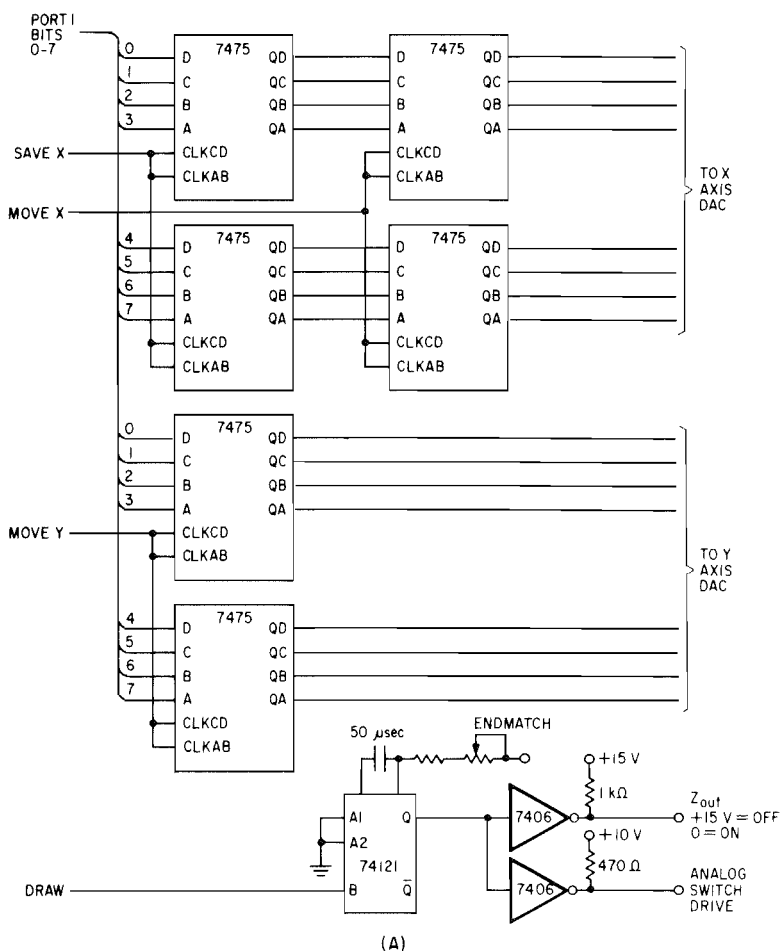 PORT 1
BITS
0-7
0
1
2
3
D 7475 QD
C QC
B QB
A QA
CLKCD
CLKAB
D 7475 QD
C QC
B QB
A QA
CLKCD
CLKAB
SAVE X
MOVE X
TO X
AXIS
DAC
4
5
6
7
7475
D QD
C QC
B QB
A QA
CLKCD
CLKAB
7475
D QD
C QC
B QB
A QA
CLKCD
CLKAB
0
1
2
3
7475
D QD
C QC
B QB
A QA
CLKCD
CLKAB
MOVE Y
TO Y
AXIS
DAC
4
5
6
7
7475
D QD
C QC
B QB
A QA
CLKCD
CLKAB
50 μsec
ENDMATCH
+15 V
1 kΩ
A1 Q
A2
74121
B Q̅
7406
Zout
+15 V = OFF
0 = ON
+10 V
470 Ω
7406
ANALOG
SWITCH
DRIVE
DRAW
(A)